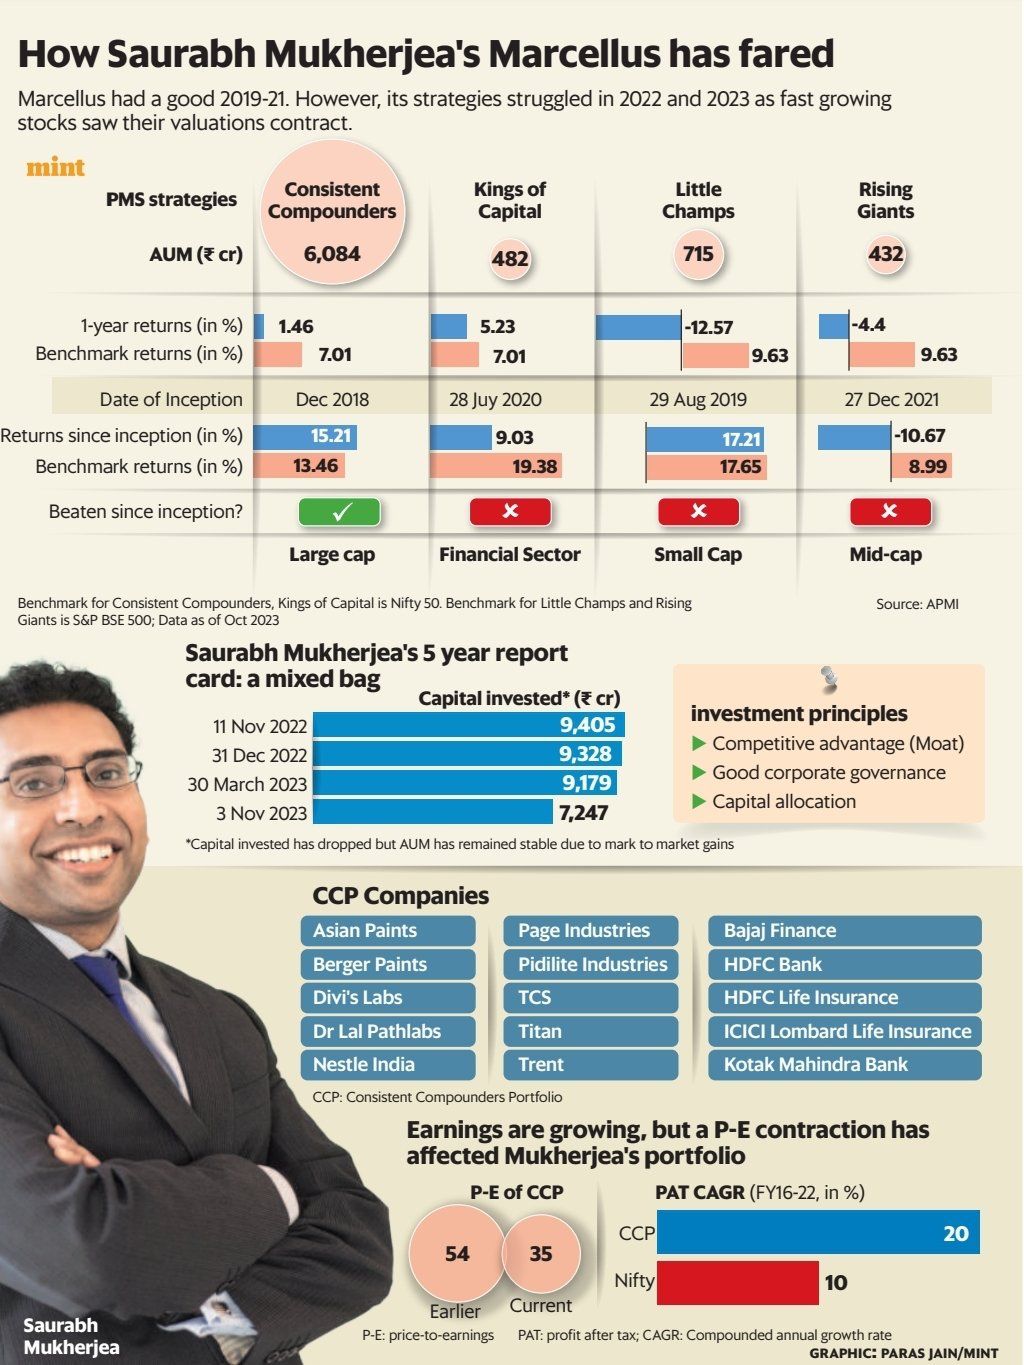 How Saurabh Mukherjea's Marcellus has fared
Marcellus had a good 2019-21. However, its strategies struggled in 2022 and 2023 as fast growing
stocks saw their valuations contract.
mint
PMS strategies
Consistent
Compounders
Kings of
Capital
Little
Champs
Rising
Giants
AUM (₹ cr) 6,084 482 715 432
1-year returns (in %) 1.46 5.23 -12.57 -4.4
Benchmark returns (in %) 7.01 7.01 9.63 9.63
Date of Inception Dec 2018 28 Juy 2020 29 Aug 2019 27 Dec 2021
Returns since inception (in %) 15.21 9.03 17.21 -10.67
Benchmark returns (in %) 13.46 19.38 17.65 8.99
Beaten since inception? ✓ ✘ ✘ ✘
Large cap Financial Sector Small Cap Mid-cap
Benchmark for Consistent Compounders, Kings of Capital is Nifty 50. Benchmark for Little Champs and Rising
Giants is S&P BSE 500; Data as of Oct 2023
Source: APMI
Saurabh Mukherjea's 5 year report
card: a mixed bag
Capital invested* (₹ cr)
11 Nov 2022 9,405
31 Dec 2022 9,328
30 March 2023 9,179
3 Nov 2023 7,247
*Capital invested has dropped but AUM has remained stable due to mark to market gains
investment principles
Competitive advantage (Moat)
Good corporate governance
Capital allocation
CCP Companies
Asian Paints Page Industries Bajaj Finance
Berger Paints Pidilite Industries HDFC Bank
Divi's Labs TCS HDFC Life Insurance
Dr Lal Pathlabs Titan ICICI Lombard Life Insurance
Nestle India Trent Kotak Mahindra Bank
CCP: Consistent Compounders Portfolio
Earnings are growing, but a P-E contraction has
affected Mukherjea's portfolio
P-E of CCP
54 35
Earlier Current
PAT CAGR (FY16-22, in %)
CCP 20
Nifty 10
P-E: price-to-earnings PAT: profit after tax; CAGR: Compounded annual growth rate
GRAPHIC: PARAS JAIN/MINT
Saurabh
Mukherjea